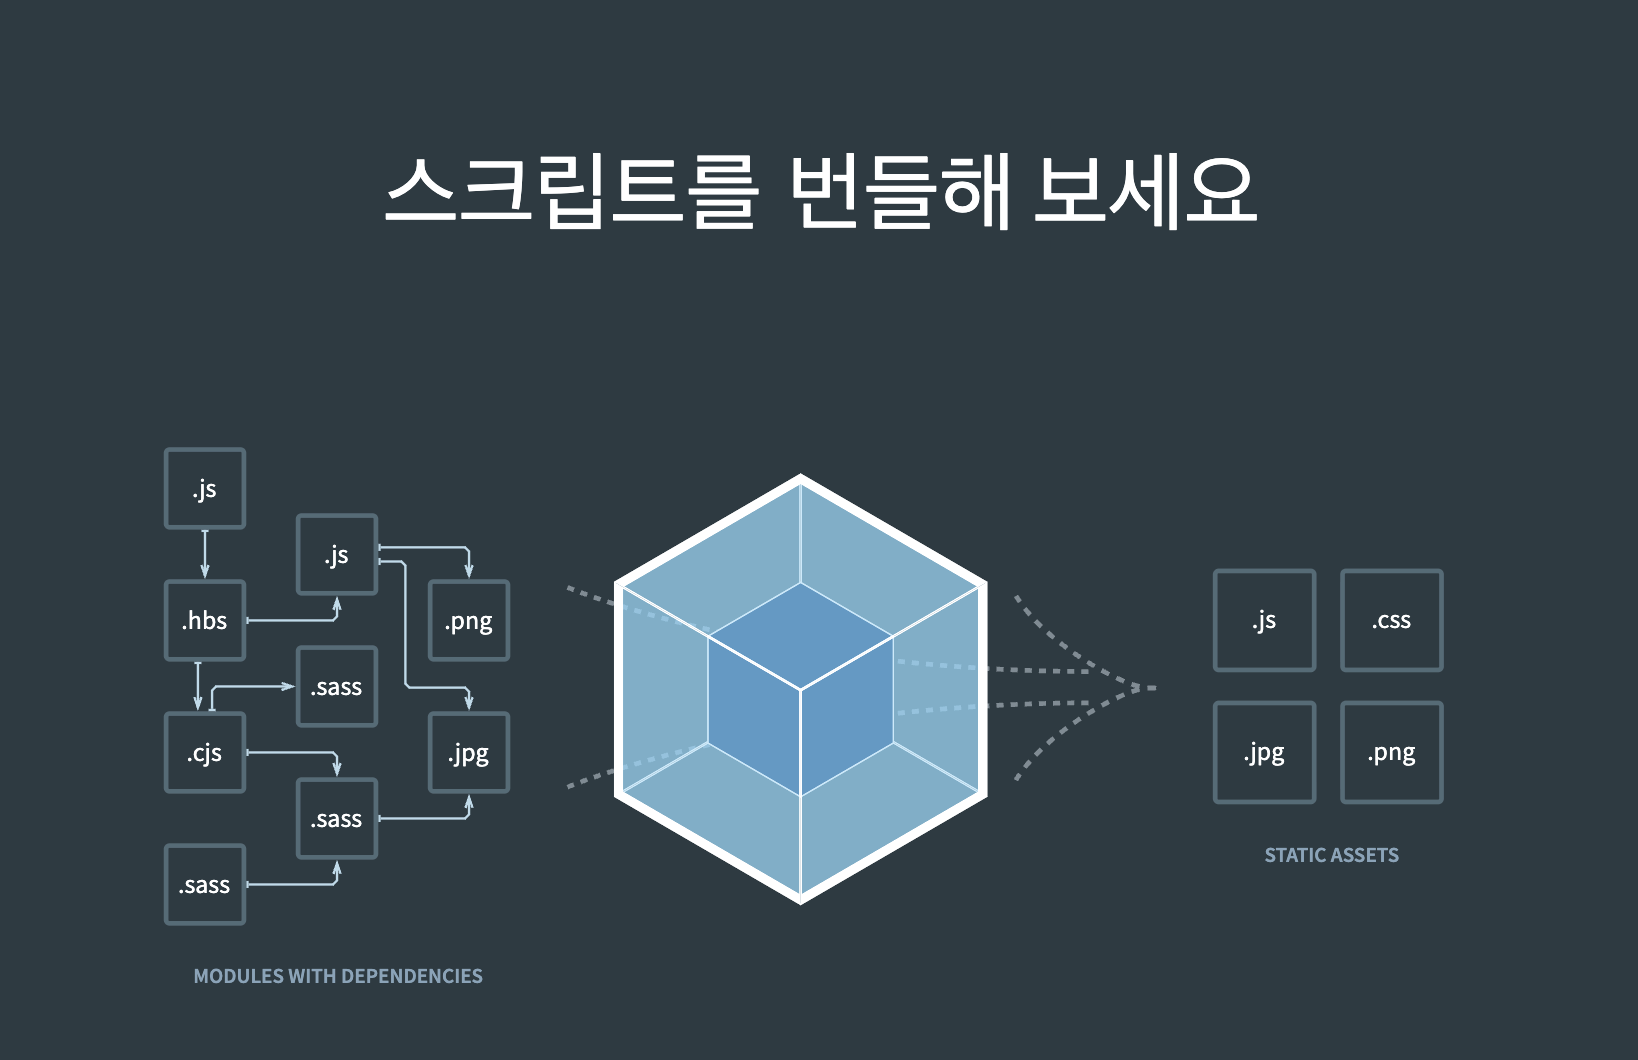 스크립트를 번들해 보세요
.js
.js
.hbs
.png
.sass
.cjs
.jpg
.sass
.sass
MODULES WITH DEPENDENCIES
.js
.css
.jpg
.png
STATIC ASSETS